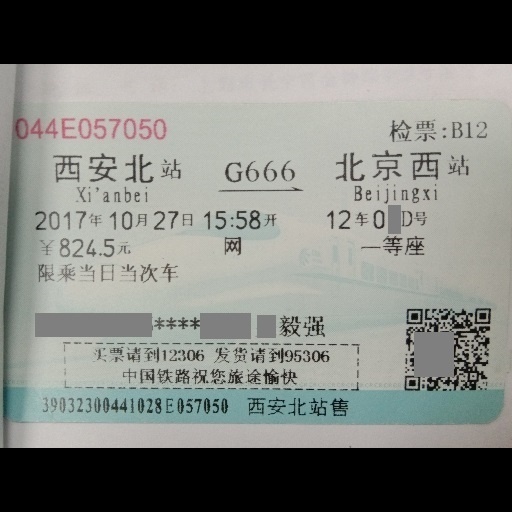 044E057050 检票:B12
西安北站 G666 北京西站
Xi'anbei Beijingxi
2017年10月27日 15:58开 12车0 D号
￥824.5元 网 一等座
限乘当日当次车
**** 毅强
买票请到12306 发货请到95306
中国铁路祝您旅途愉快
39032300441028E057050 西安北站售